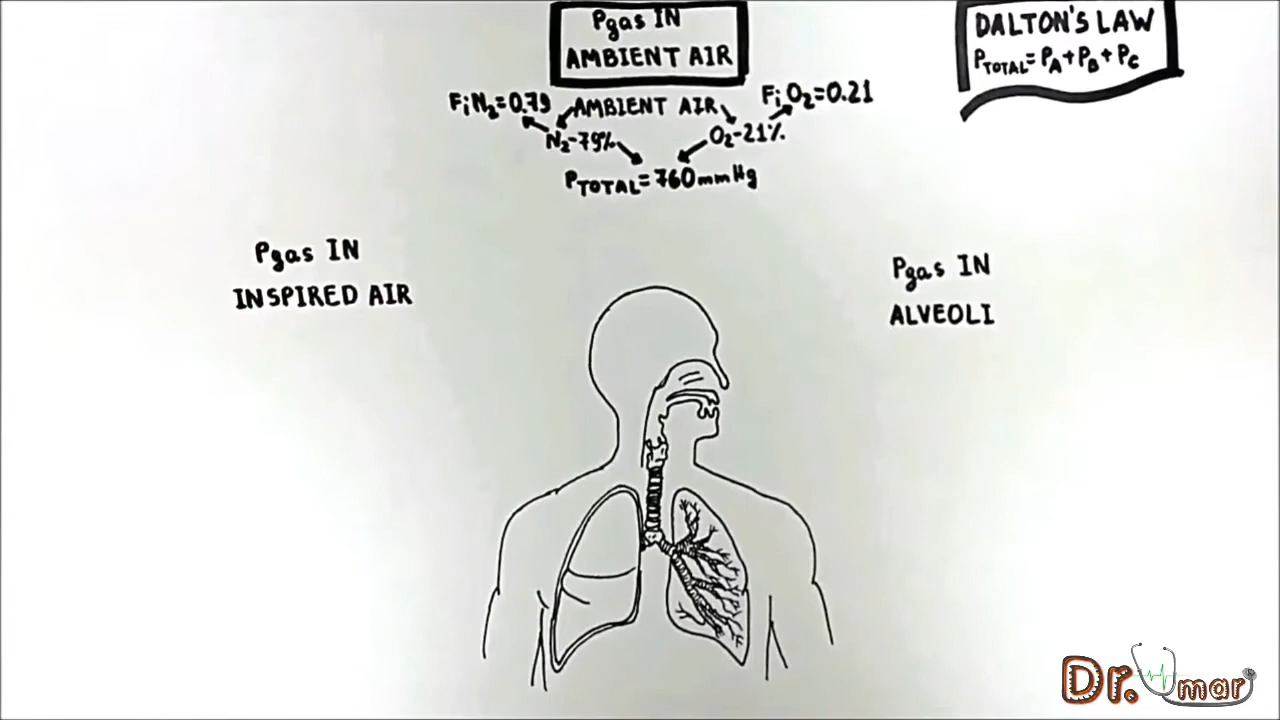 Pgas IN
AMBIENT AIR
DALTON'S LAW
PTOTAL = PA + PB + PC
FiN2=0.79
AMBIENT AIR
FiO2=0.21
N2-79%
O2-21%
PTOTAL=760mmHg
Pgas IN
INSPIRED AIR
Pgas IN
ALVEOLI
Dr. Umar